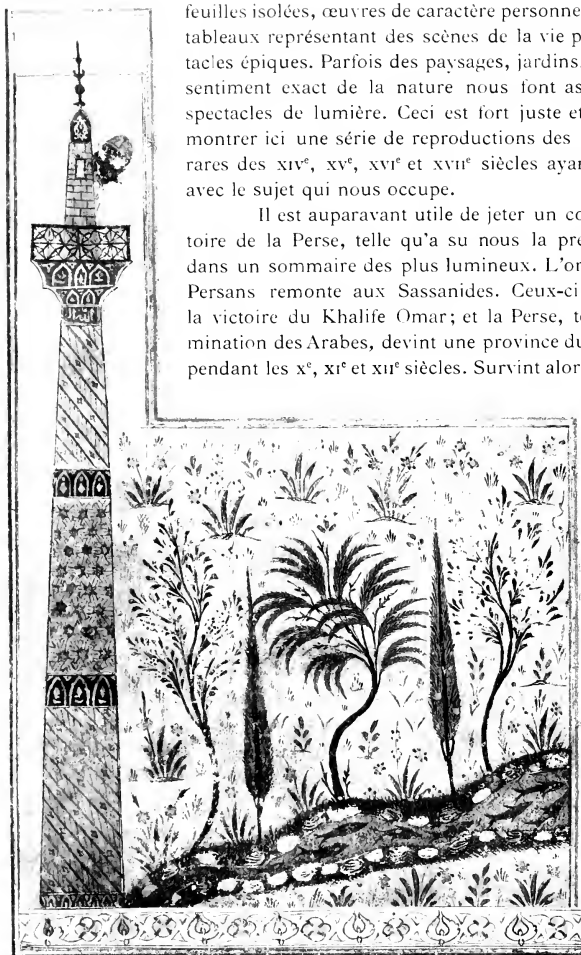 feuilles isolées, œuvres de caractère personne
tableaux représentant des scènes de la vie p
tacles épiques. Parfois des paysages, jardins
sentiment exact de la nature nous font as
spectacles de lumière. Ceci est fort juste et
montrer ici une série de reproductions des
rares des XIVᵉ, XVᵉ, XVIᵉ et XVIIᵉ siècles ayan
avec le sujet qui nous occupe.
Il est auparavant utile de jeter un co
toire de la Perse, telle qu'a su nous la pre
dans un sommaire des plus lumineux. L'or
Persans remonte aux Sassanides. Ceux-ci
la victoire du Khalife Omar; et la Perse, t
mination des Arabes, devint une province du
pendant les Xᵉ, XIᵉ et XIIᵉ siècles. Survint alor